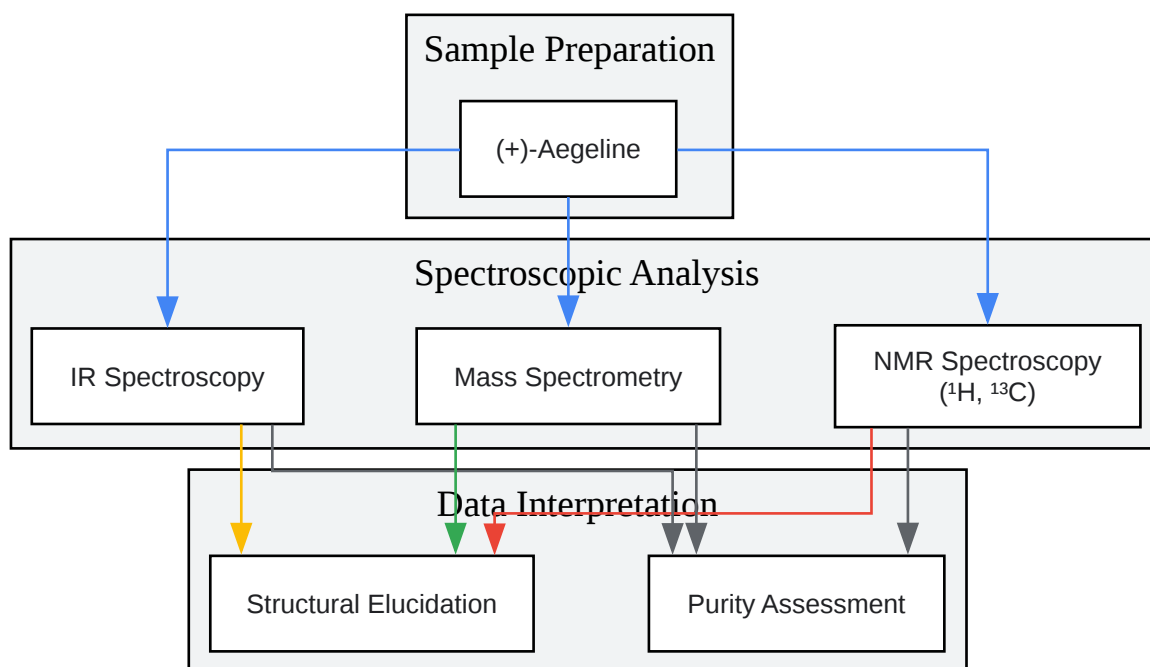 Sample Preparation
(+)-Aegeline
Spectroscopic Analysis
IR Spectroscopy
Mass Spectrometry
NMR Spectroscopy
(¹H, ¹³C)
Data Interpretation
Structural Elucidation
Purity Assessment